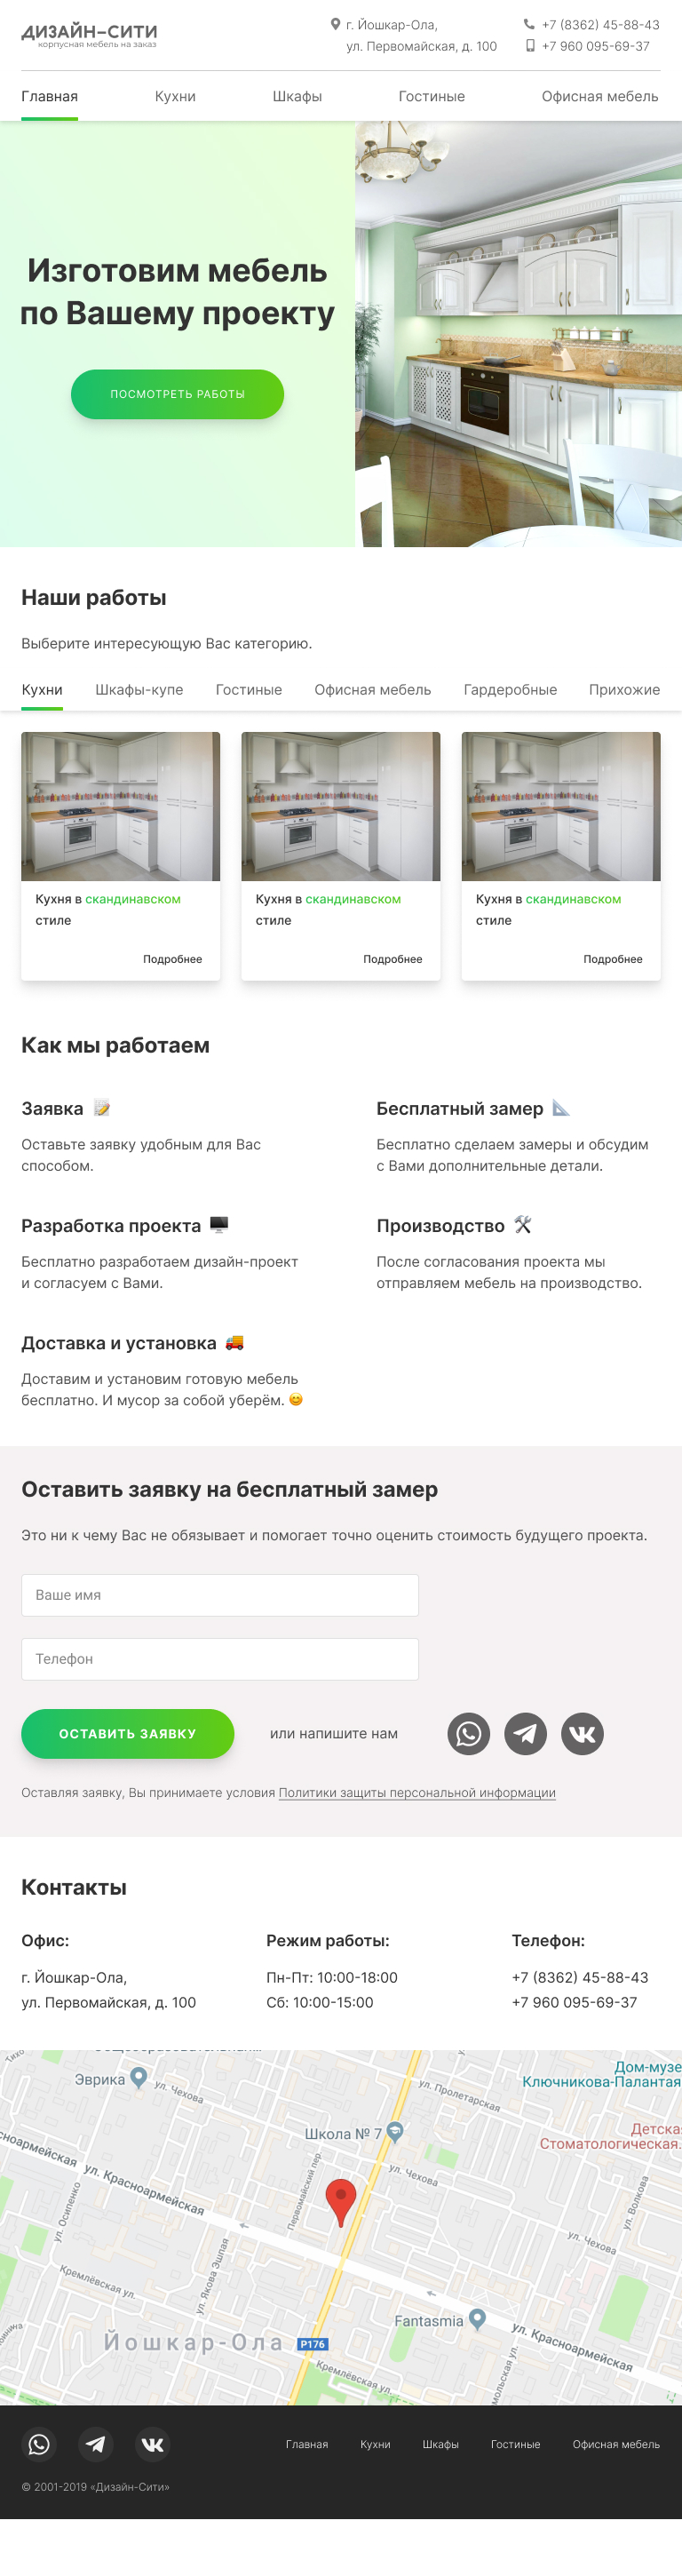 ДИЗАЙН-СИТИ
корпусная мебель на заказ
г. Йошкар-Ола,
ул. Первомайская, д. 100
+7 (8362) 45-88-43
+7 960 095-69-37
Главная
Кухни
Шкафы
Гостиные
Офисная мебель
Изготовим мебель
по Вашему проекту
ПОСМОТРЕТЬ РАБОТЫ
Наши работы
Выберите интересующую Вас категорию.
Кухни
Шкафы-купе
Гостиные
Офисная мебель
Гардеробные
Прихожие
Кухня в скандинавском
стиле
Подробнее
Кухня в скандинавском
стиле
Подробнее
Кухня в скандинавском
стиле
Подробнее
Как мы работаем
Заявка
Оставьте заявку удобным для Вас
способом.
Бесплатный замер
Бесплатно сделаем замеры и обсудим
с Вами дополнительные детали.
Разработка проекта
Бесплатно разработаем дизайн-проект
и согласуем с Вами.
Производство
После согласования проекта мы
отправляем мебель на производство.
Доставка и установка
Доставим и установим готовую мебель
бесплатно. И мусор за собой уберём. 😊
Оставить заявку на бесплатный замер
Это ни к чему Вас не обязывает и помогает точно оценить стоимость будущего проекта.
Ваше имя
Телефон
ОСТАВИТЬ ЗАЯВКУ
или напишите нам
Оставляя заявку, Вы принимаете условия Политики защиты персональной информации
Контакты
Офис:
г. Йошкар-Ола,
ул. Первомайская, д. 100
Режим работы:
Пн-Пт: 10:00-18:00
Сб: 10:00-15:00
Телефон:
+7 (8362) 45-88-43
+7 960 095-69-37
Эврика
ул. Чехова
ул. Пролетарская
Дом-музе
Ключникова-Палантая
Школа № 7
Детска
Стоматологическая.
ул. Красноармейская
ул. Чехова
Первомайский пер.
ул. Осипенко
ул. Волкова
ул. Чехова
Кремлёвская ул.
ул. Якова Эшпая
Fantasmia
ул. Красноармейская
Йошкар-Ола
Р176
Кремлёвская ул.
Главная
Кухни
Шкафы
Гостиные
Офисная мебель
© 2001-2019 «Дизайн-Сити»